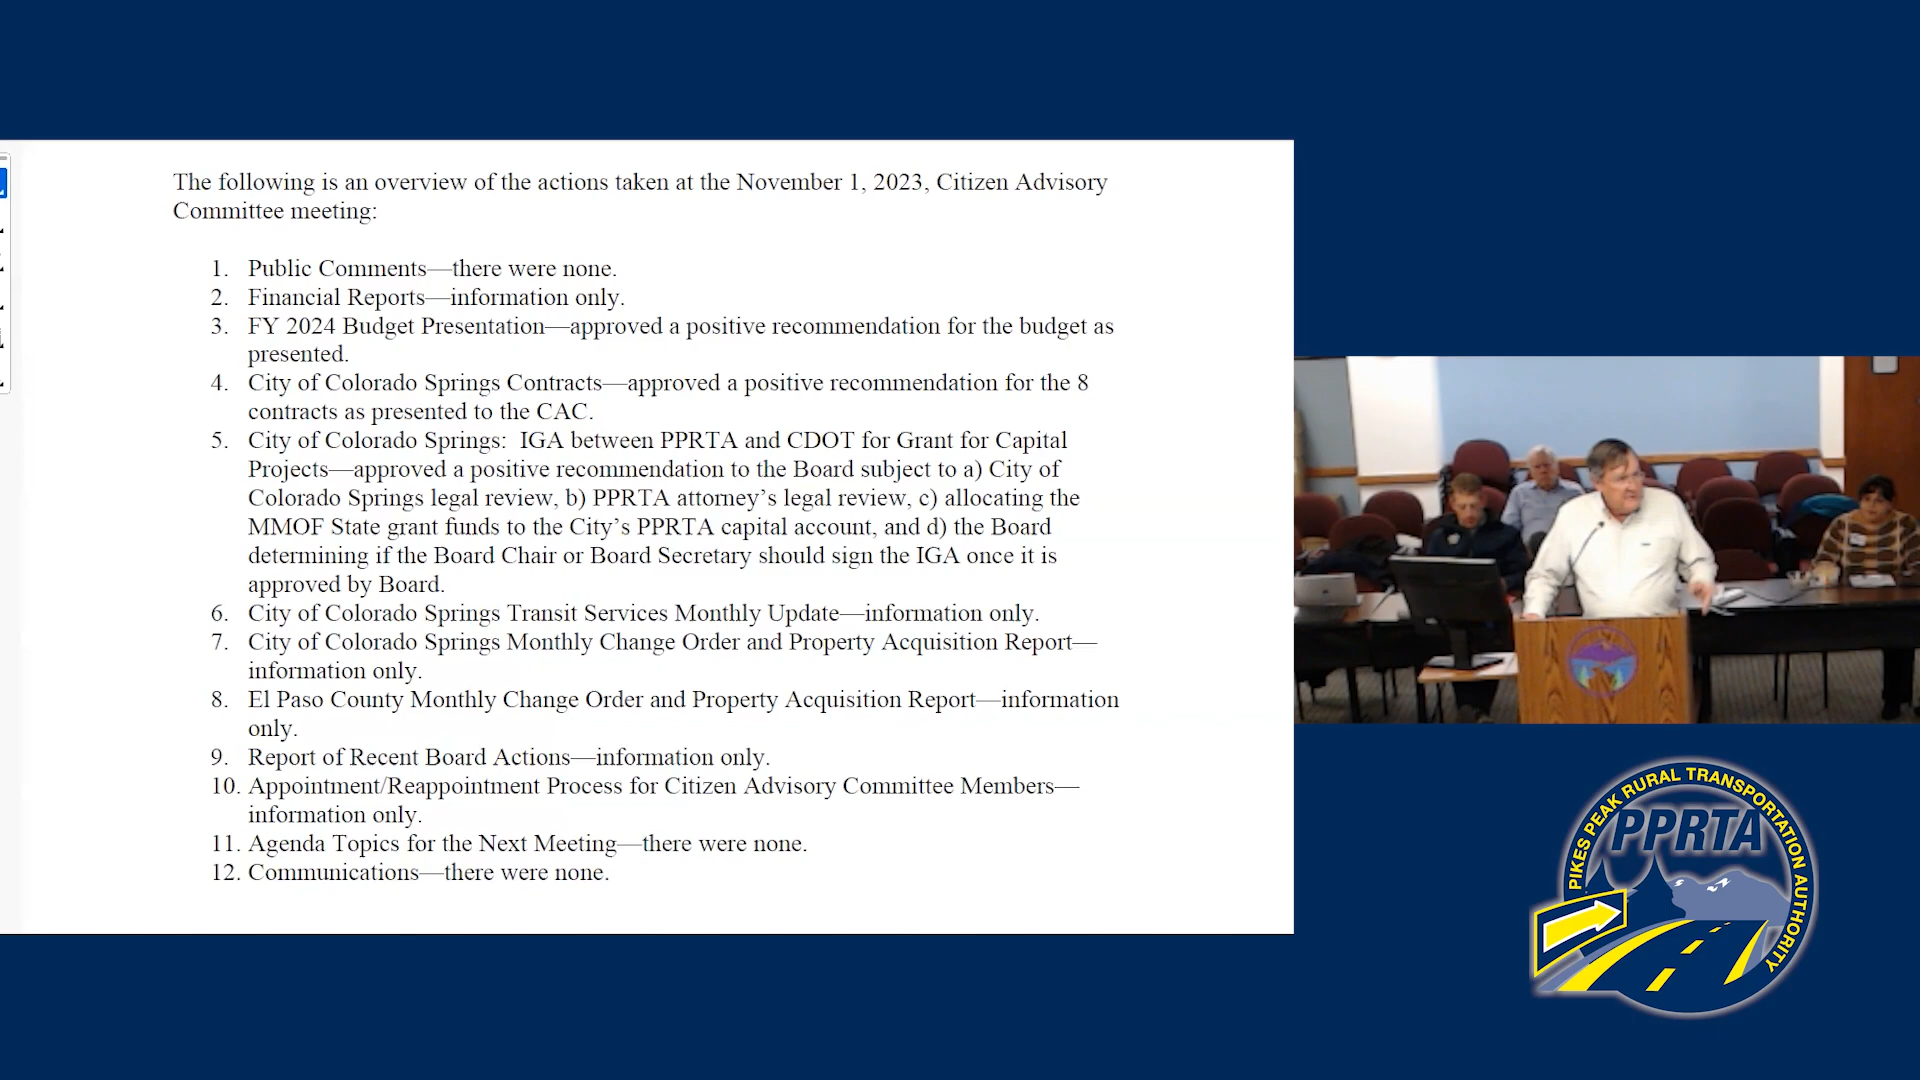 The following is an overview of the actions taken at the November 1, 2023, Citizen Advisory
Committee meeting:
1. Public Comments—there were none.
2. Financial Reports—information only.
3. FY 2024 Budget Presentation—approved a positive recommendation for the budget as
presented.
4. City of Colorado Springs Contracts—approved a positive recommendation for the 8
contracts as presented to the CAC.
5. City of Colorado Springs:  IGA between PPRTA and CDOT for Grant for Capital
Projects—approved a positive recommendation to the Board subject to a) City of
Colorado Springs legal review, b) PPRTA attorney’s legal review, c) allocating the
MMOF State grant funds to the City’s PPRTA capital account, and d) the Board
determining if the Board Chair or Board Secretary should sign the IGA once it is
approved by Board.
6. City of Colorado Springs Transit Services Monthly Update—information only.
7. City of Colorado Springs Monthly Change Order and Property Acquisition Report—
information only.
8. El Paso County Monthly Change Order and Property Acquisition Report—information
only.
9. Report of Recent Board Actions—information only.
10. Appointment/Reappointment Process for Citizen Advisory Committee Members—
information only.
11. Agenda Topics for the Next Meeting—there were none.
12. Communications—there were none.
PIKES PEAK RURAL TRANSPORTATION AUTHORITY
PPRTA